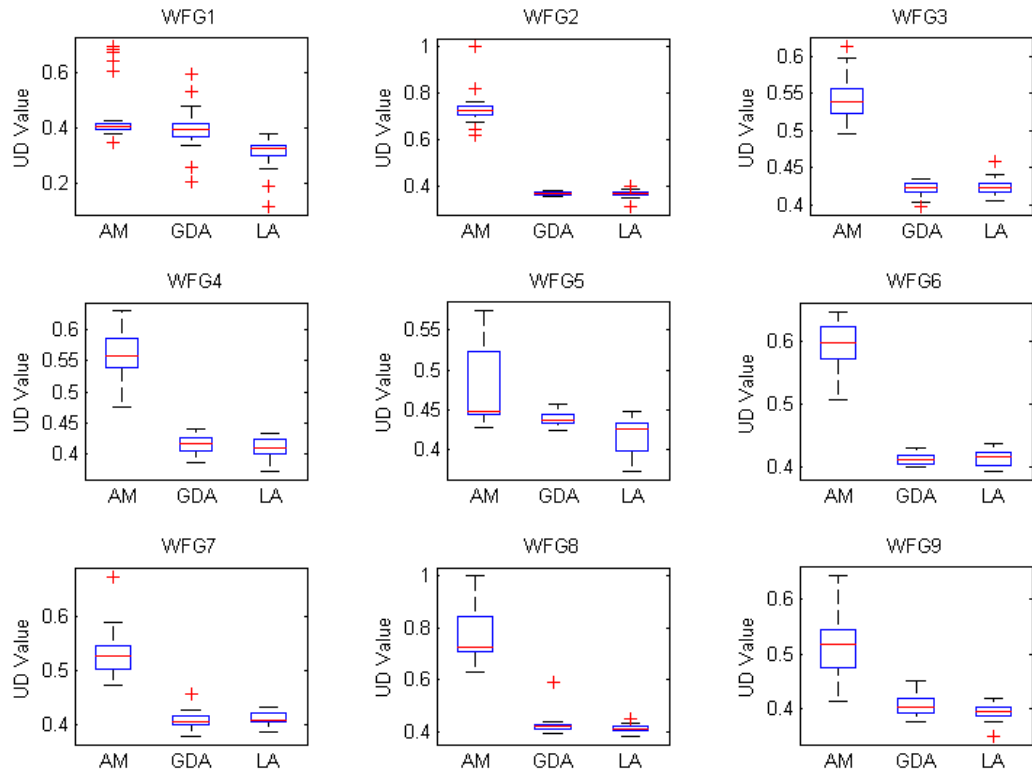 WFG1
UD Value
0.6
0.4
0.2
AM GDA LA
WFG2
UD Value
1
0.8
0.6
0.4
AM GDA LA
WFG3
UD Value
0.6
0.55
0.5
0.45
0.4
AM GDA LA
WFG4
UD Value
0.6
0.55
0.5
0.45
0.4
AM GDA LA
WFG5
UD Value
0.55
0.5
0.45
0.4
AM GDA LA
WFG6
UD Value
0.6
0.5
0.4
AM GDA LA
WFG7
UD Value
0.6
0.5
0.4
AM GDA LA
WFG8
UD Value
1
0.8
0.6
0.4
AM GDA LA
WFG9
UD Value
0.6
0.5
0.4
AM GDA LA